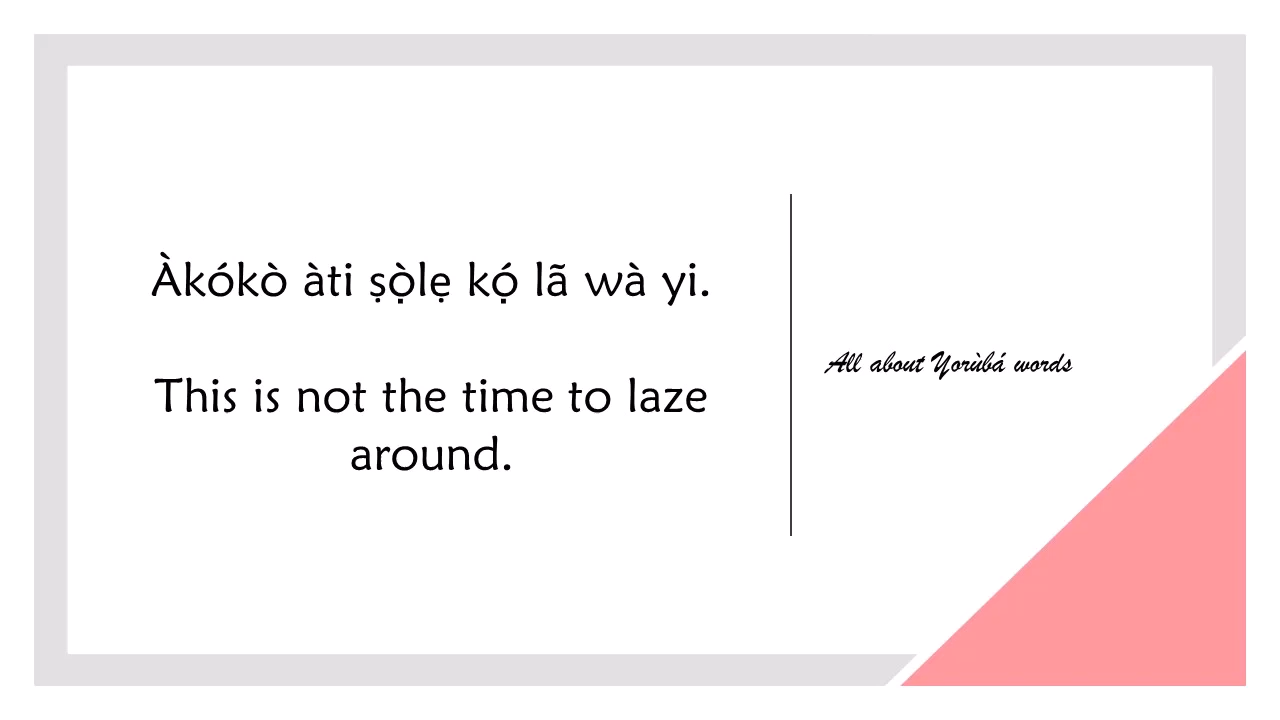 Àkókò àti ṣọ̀lẹ kọ́ lã wà yi.
This is not the time to laze
around.
All about Yorùbá words